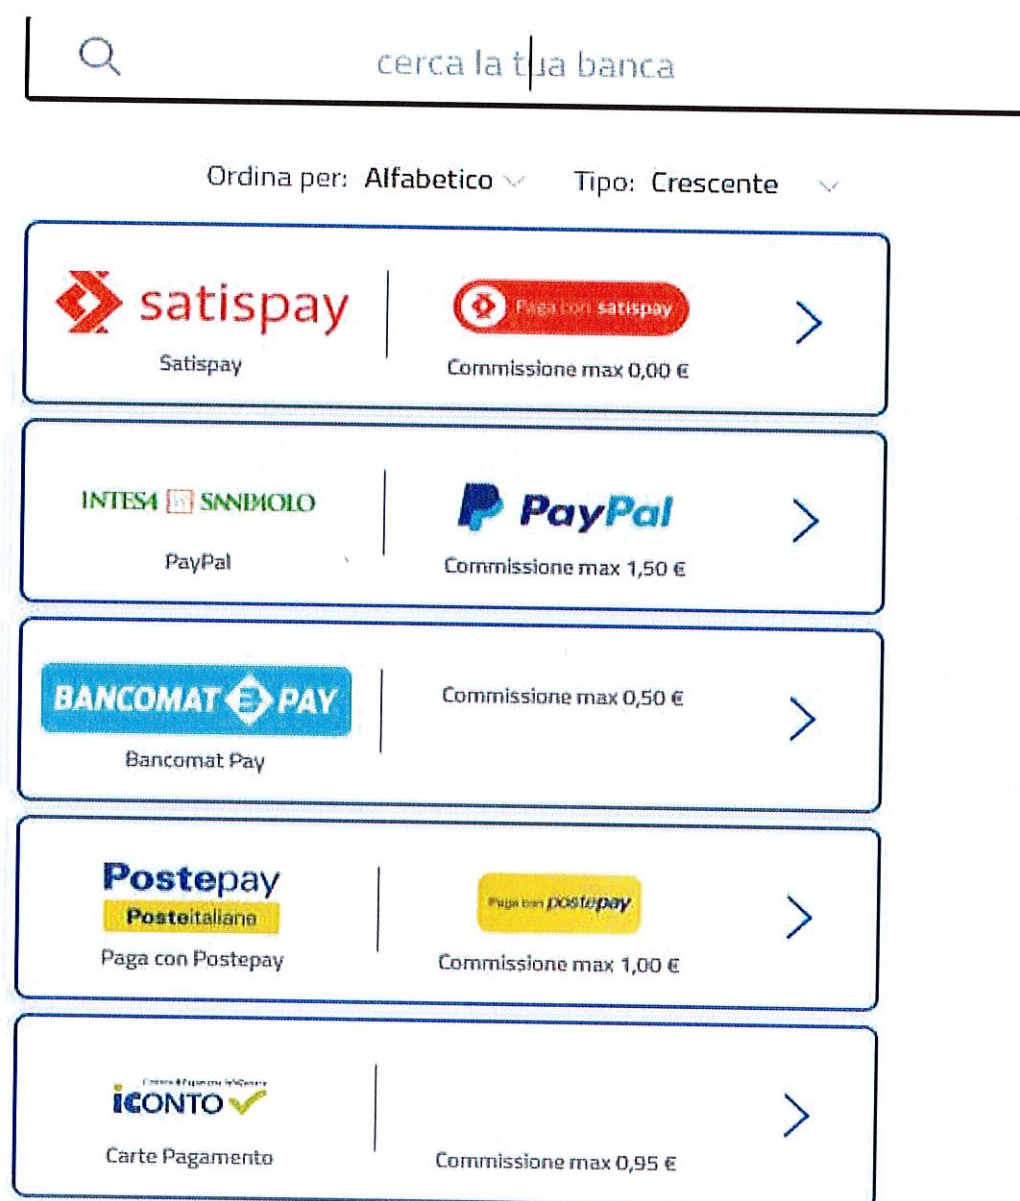 cerca la tua banca
Ordina per: Alfabetico Tipo: Crescente
satispay
Paga con satispay
Satispay
Commissione max 0,00 €
INTESA SANPAOLO
PayPal
PayPal
Commissione max 1,50 €
BANCOMAT PAY
Commissione max 0,50 €
Bancomat Pay
Postepay
Posteitaliane
Paga con postepay
Paga con Postepay
Commissione max 1,00 €
iCONTO
Carte Pagamento
Commissione max 0,95 €